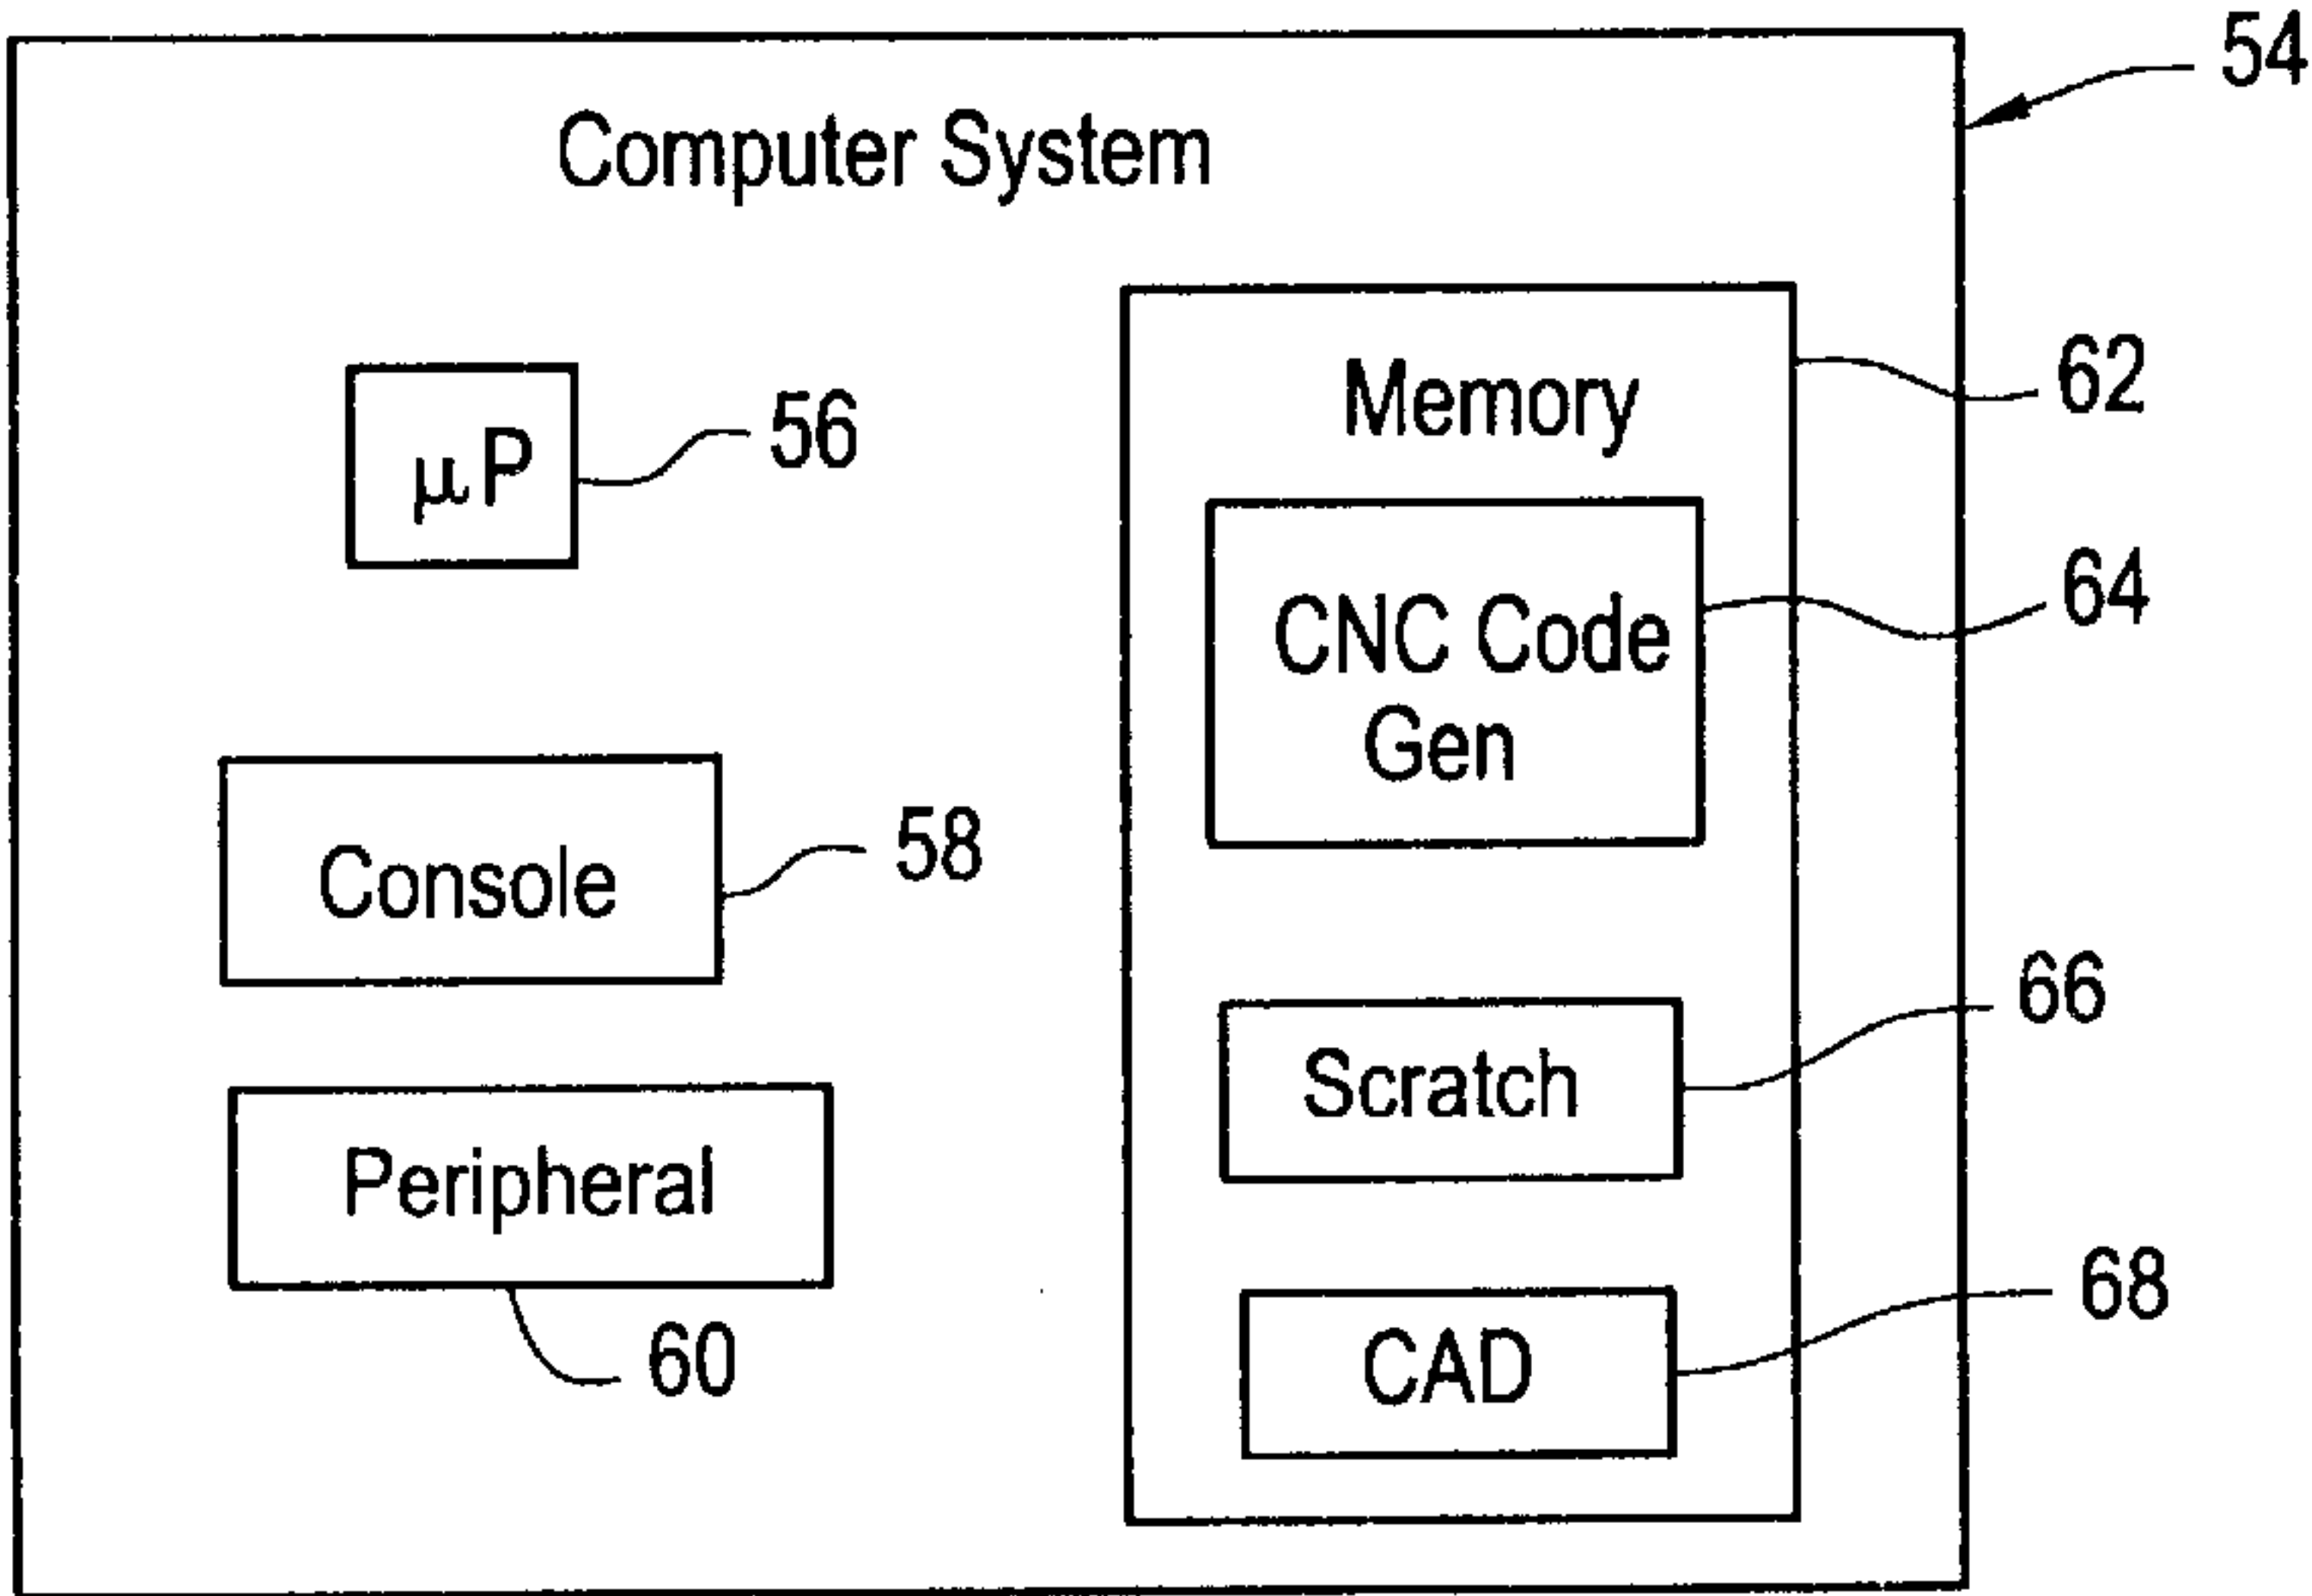 54
Computer System
62
Memory
μP
56
64
CNC Code
Gen
Console
58
66
Scratch
Peripheral
60
68
CAD